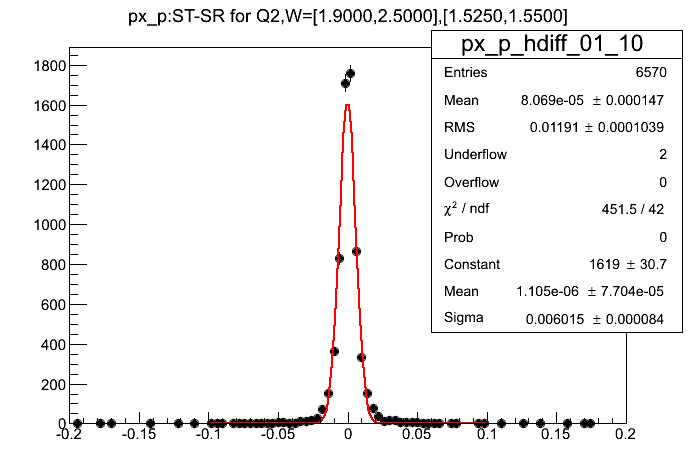 px_p:ST-SR for Q2,W=[1.9000,2.5000],[1.5250,1.5500]
px_p_hdiff_01_10
Entries 6570
Mean 8.069e-05 ± 0.000147
RMS 0.01191 ± 0.0001039
Underflow 2
Overflow 0
χ² / ndf 451.5 / 42
Prob 0
Constant 1619 ± 30.7
Mean 1.105e-06 ± 7.704e-05
Sigma 0.006015 ± 0.000084
1800
1600
1400
1200
1000
800
600
400
200
0
-0.2 -0.15 -0.1 -0.05 0 0.05 0.1 0.15 0.2